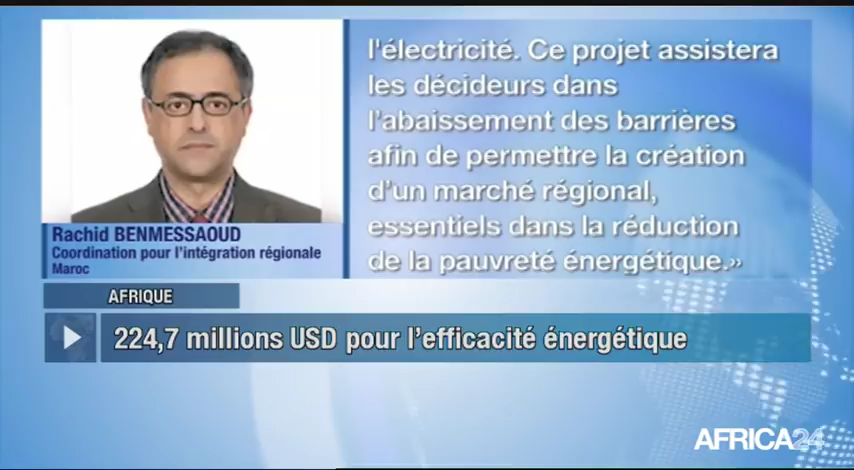 l'électricité. Ce projet assistera
les décideurs dans
l'abaissement des barrières
afin de permettre la création
d'un marché régional,
essentiels dans la réduction
de la pauvreté énergétique.»
Rachid BENMESSAOUD
Coordination pour l'intégration régionale
Maroc
AFRIQUE
224,7 millions USD pour l'efficacité énergétique
AFRICA24